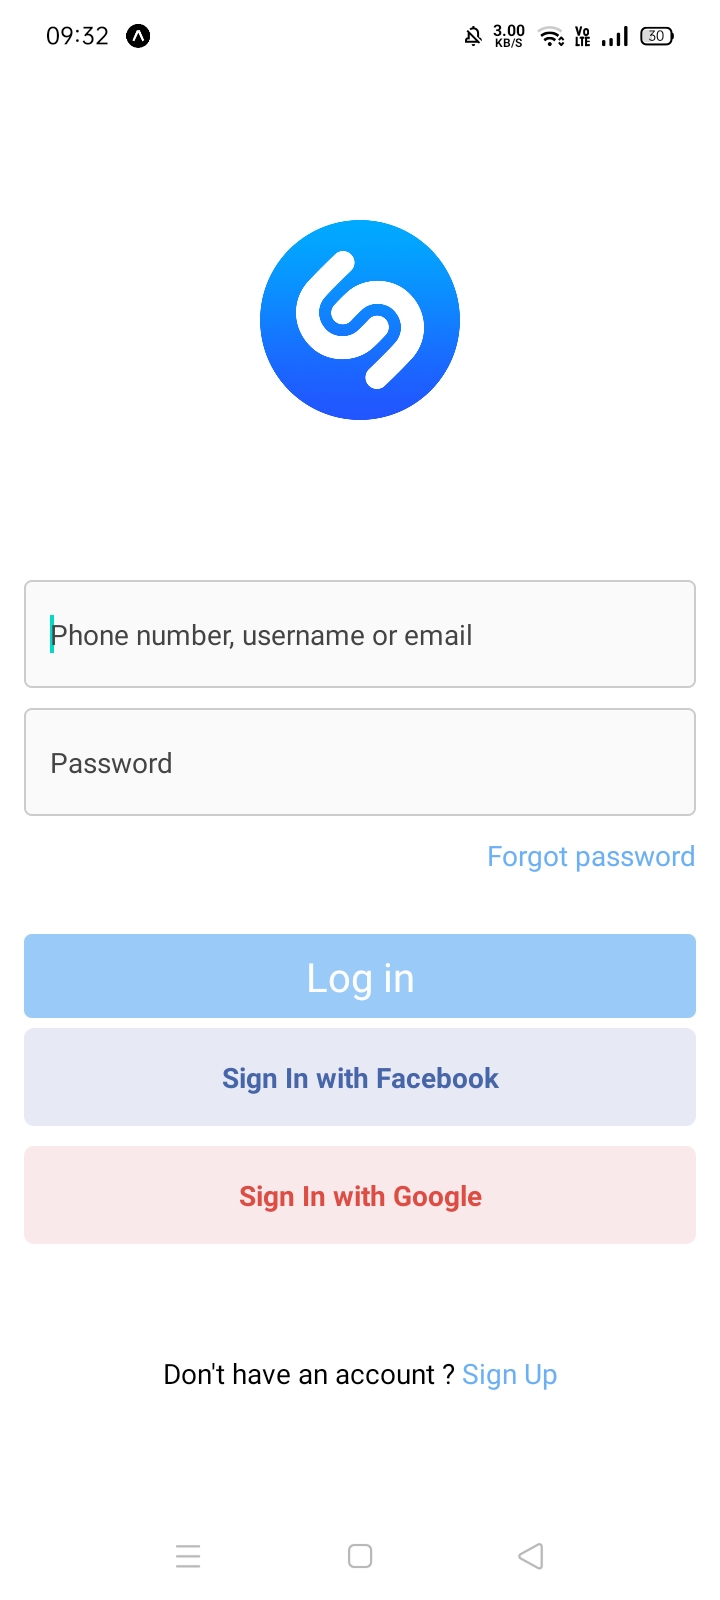 09:32
3.00 KB/S
Vo LTE
30
Phone number, username or email
Password
Forgot password
Log in
Sign In with Facebook
Sign In with Google
Don't have an account ? Sign Up